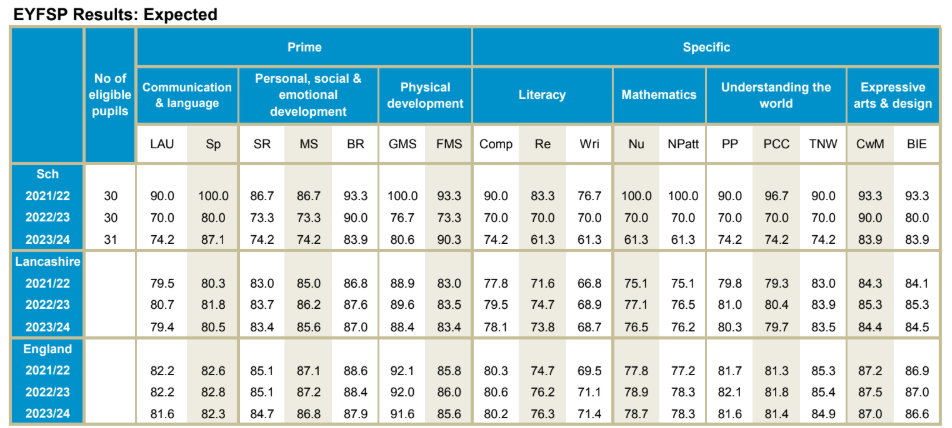 EYFSP Results: Expected
Prime Specific
No of eligible pupils Communication & language Personal, social & emotional development Physical development Literacy Mathematics Understanding the world Expressive arts & design
LAU Sp SR MS BR GMS FMS Comp Re Wri Nu NPatt PP PCC TNW CwM BIE
Sch
2021/22 30 90.0 100.0 86.7 86.7 93.3 100.0 93.3 90.0 83.3 76.7 100.0 100.0 90.0 96.7 90.0 93.3 93.3
2022/23 30 70.0 80.0 73.3 73.3 90.0 76.7 73.3 70.0 70.0 70.0 70.0 70.0 70.0 70.0 70.0 90.0 80.0
2023/24 31 74.2 87.1 74.2 74.2 83.9 80.6 90.3 74.2 61.3 61.3 61.3 61.3 74.2 74.2 74.2 83.9 83.9
Lancashire
2021/22 79.5 80.3 83.0 85.0 86.8 88.9 83.0 77.8 71.6 66.8 75.1 75.1 79.8 79.3 83.0 84.3 84.1
2022/23 80.7 81.8 83.7 86.2 87.6 89.6 83.5 79.5 74.7 68.9 77.1 76.5 81.0 80.4 83.9 85.3 85.3
2023/24 79.4 80.5 83.4 85.6 87.0 88.4 83.4 78.1 73.8 68.7 76.5 76.2 80.3 79.7 83.5 84.4 84.5
England
2021/22 82.2 82.6 85.1 87.1 88.6 92.1 85.8 80.3 74.7 69.5 77.8 77.2 81.7 81.3 85.3 87.2 86.9
2022/23 82.2 82.8 85.1 87.2 88.4 92.0 86.0 80.6 76.2 71.1 78.9 78.3 82.1 81.8 85.4 87.5 87.0
2023/24 81.6 82.3 84.7 86.8 87.9 91.6 85.6 80.2 76.3 71.4 78.7 78.3 81.6 81.4 84.9 87.0 86.6